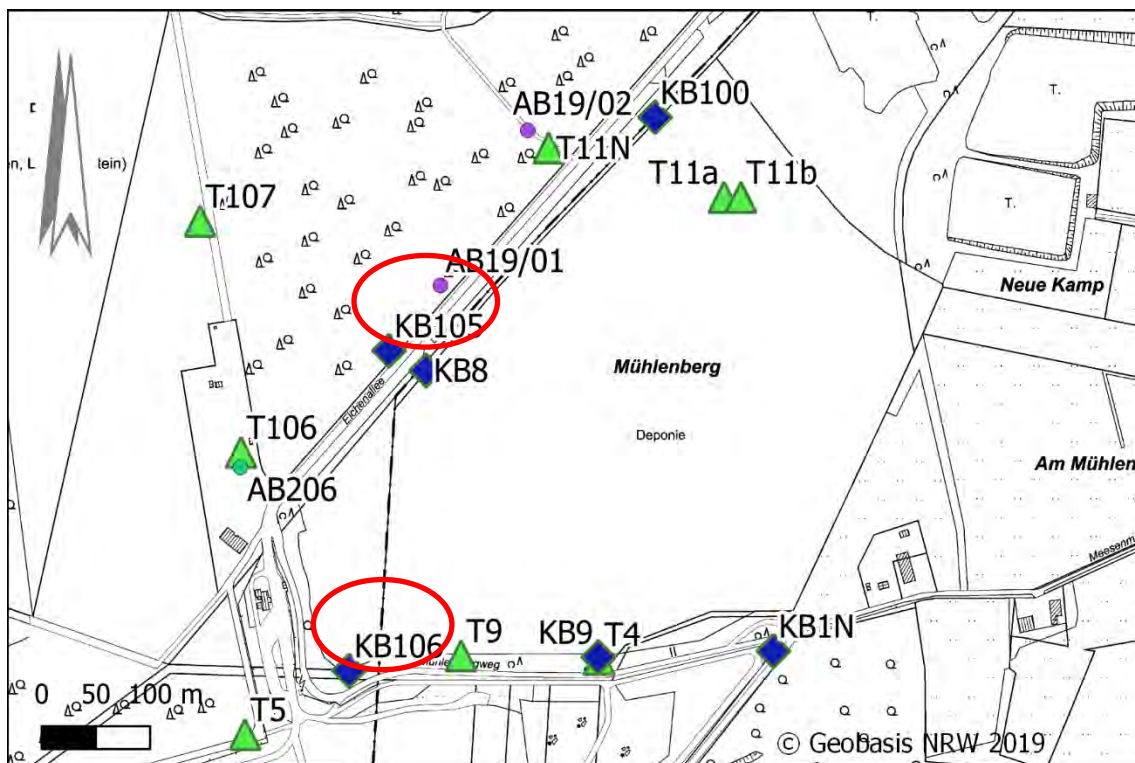 T.
AB19/02
KB100
T11N
T11a
T11b
tein)
T107
T.
Neue Kamp
AB19/01
KB105
KB8
Eichenallee
Mühlenberg
Deponie
T106
AB206
Am Mühlen
KB106
T9
KB9
T4
KB1N
0 50 100 m
T5
© Geobasis NRW 2019